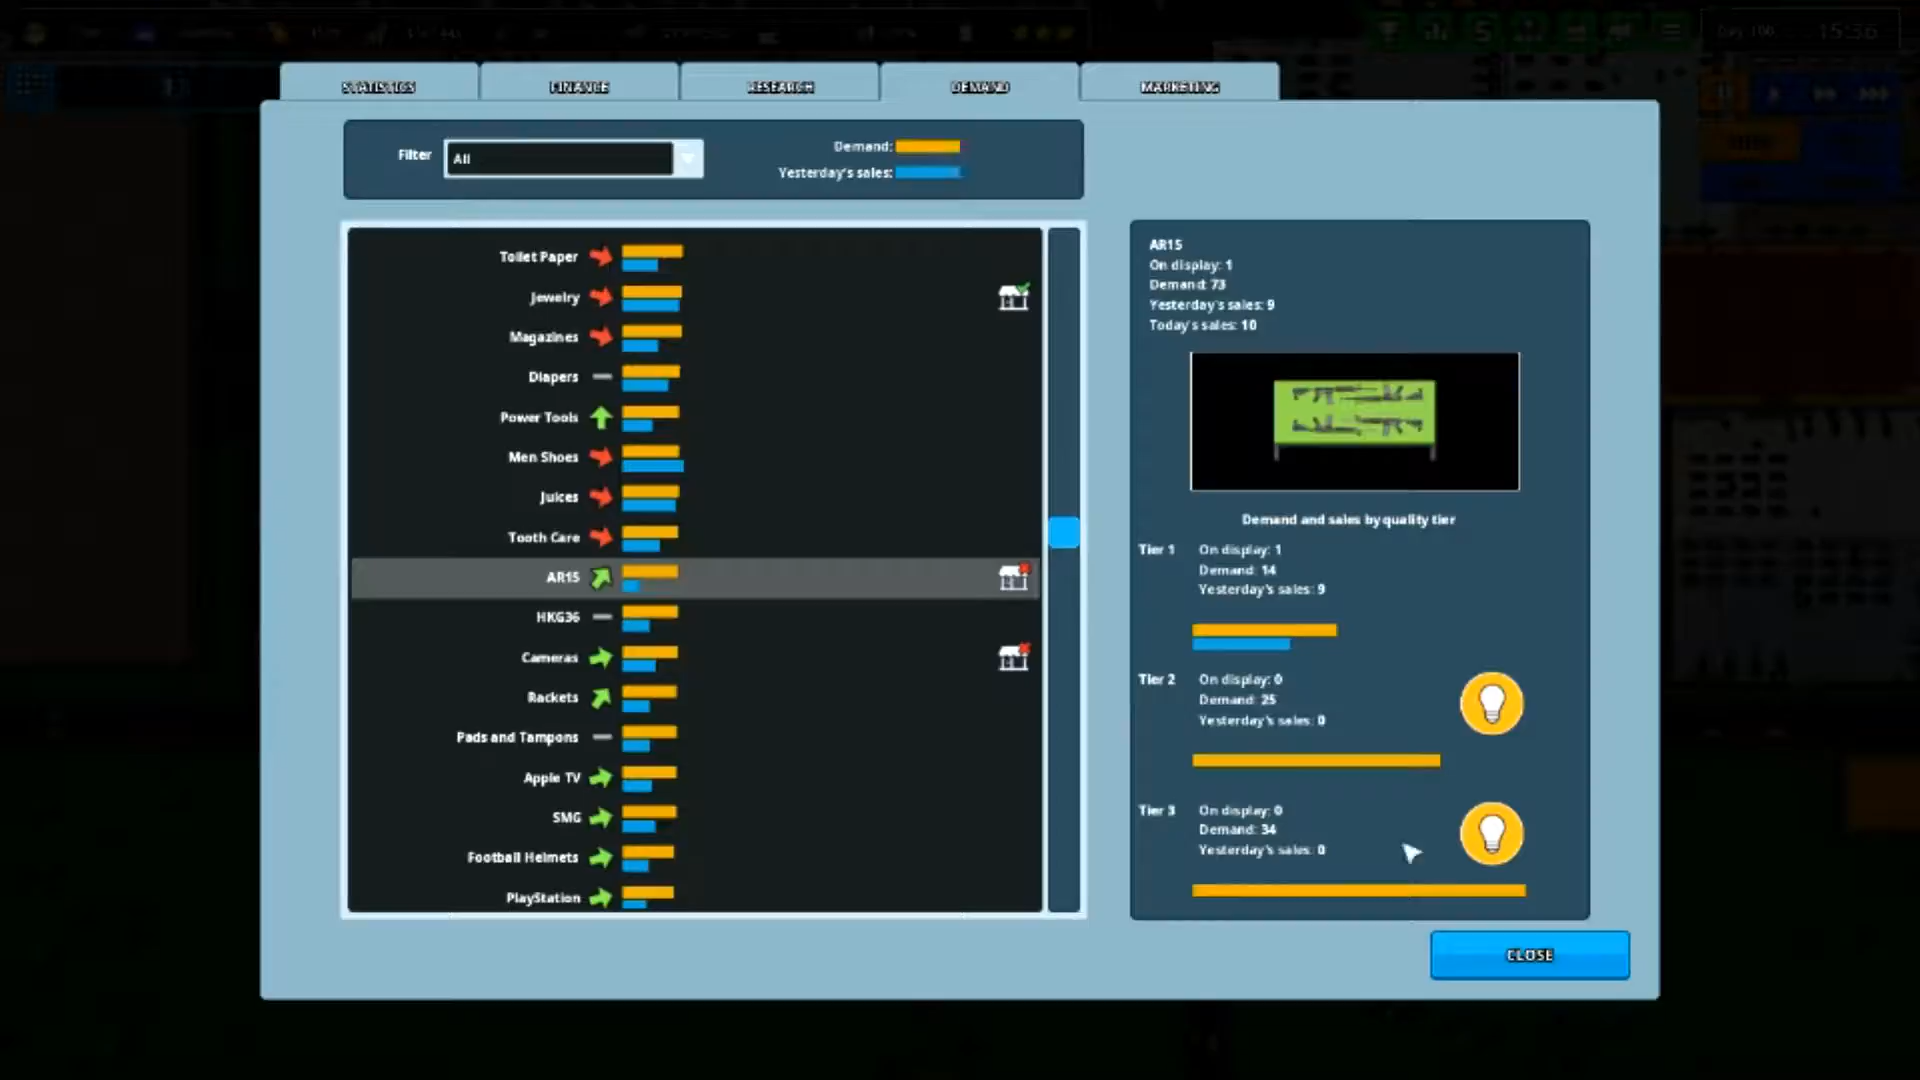 15:36
STATISTICS
FINANCE
RESEARCH
DEMAND
MARKETING
Filter
All
Demand:
Yesterday's sales:
Toilet Paper
Jewelry
Magazines
Diapers
Power Tools
Men Shoes
Juices
Tooth Care
AR15
HKG36
Cameras
Rackets
Pads and Tampons
Apple TV
SMG
Football Helmets
PlayStation
AR15
On display: 1
Demand: 73
Yesterday's sales: 9
Today's sales: 10
Demand and sales by quality tier
Tier 1
On display: 1
Demand: 14
Yesterday's sales: 9
Tier 2
On display: 0
Demand: 25
Yesterday's sales: 0
Tier 3
On display: 0
Demand: 34
Yesterday's sales: 0
CLOSE